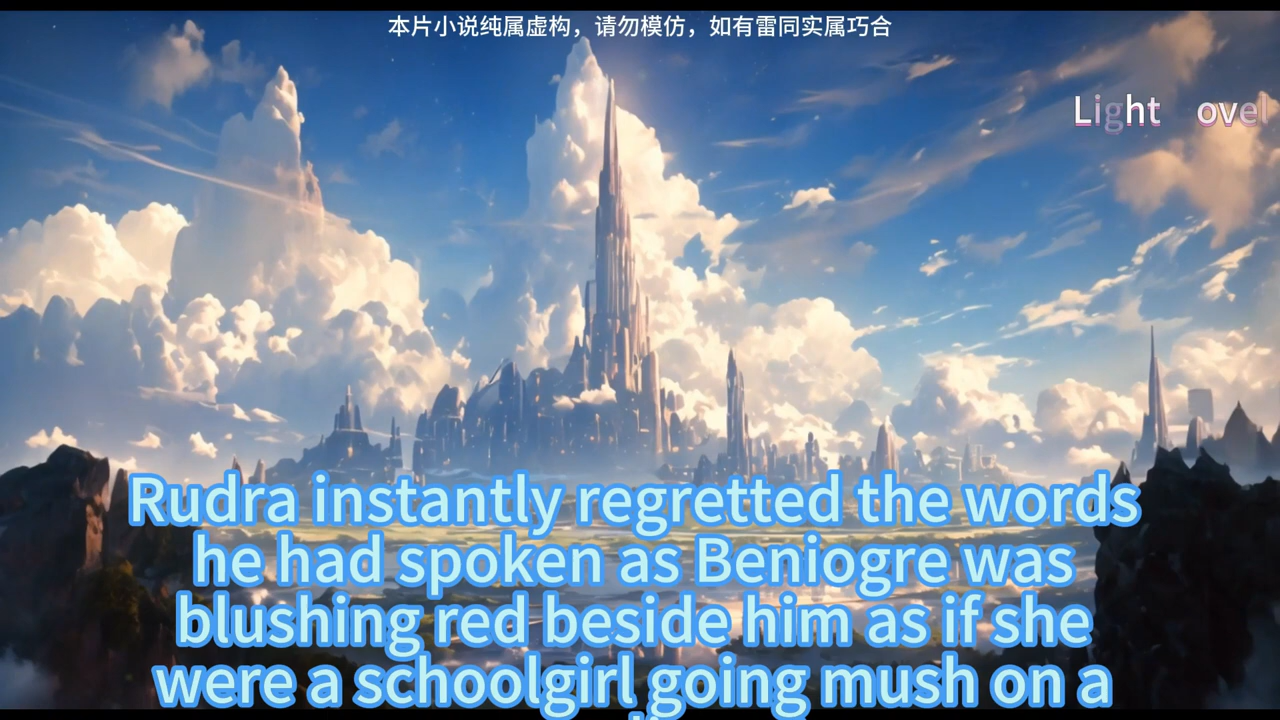 本片小说纯属虚构，请勿模仿，如有雷同实属巧合
Light ovel
Rudra instantly regretted the words
he had spoken as Beniogre was
blushing red beside him as if she
were a schoolgirl going mush on a